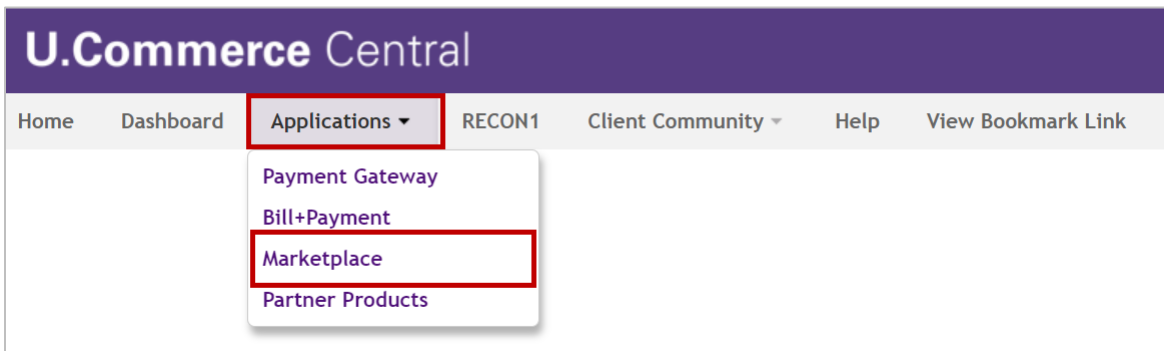 U.Commerce Central
Home Dashboard Applications RECON1 Client Community Help View Bookmark Link
Payment Gateway
Bill+Payment
Marketplace
Partner Products